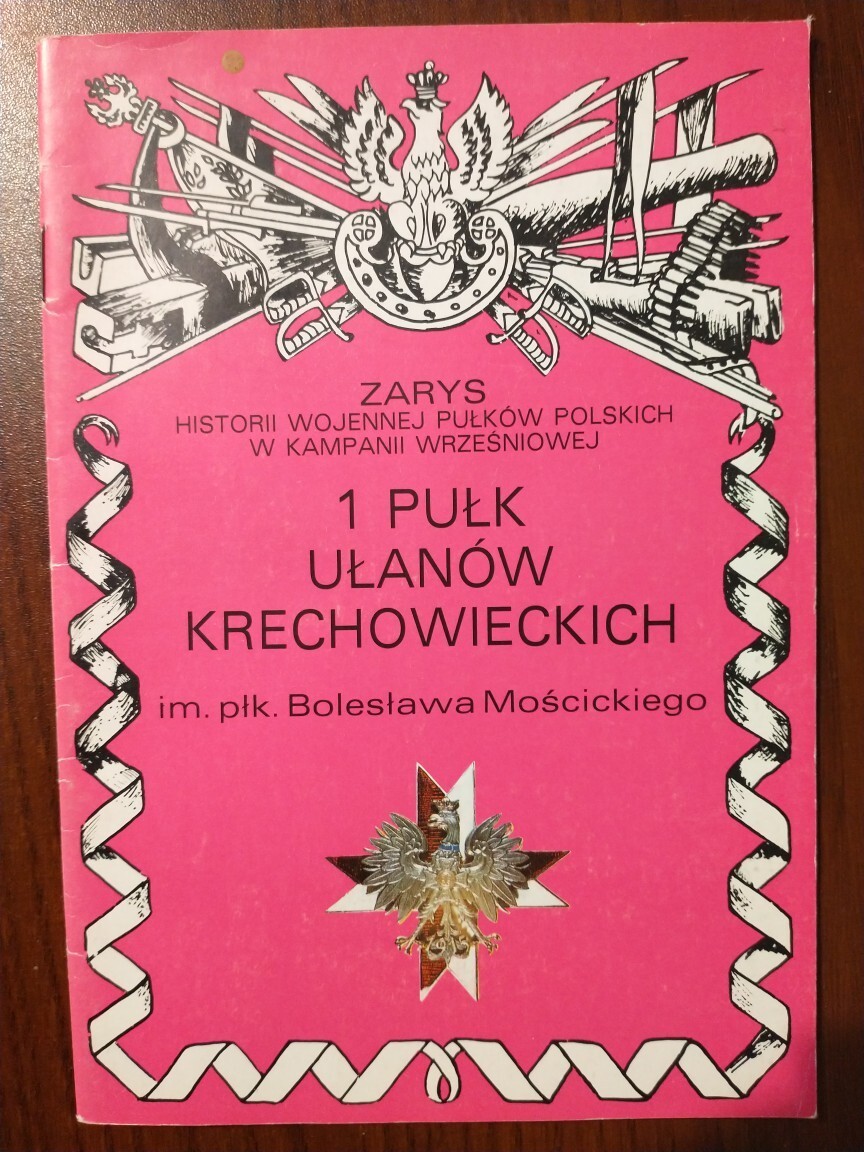 ZARYS
HISTORII WOJENNEJ PUŁKÓW POLSKICH
W KAMPANII WRZEŚNIOWEJ
1 PUŁK
UŁANÓW
KRECHOWIECKICH
im. płk. Bolesława Mościckiego